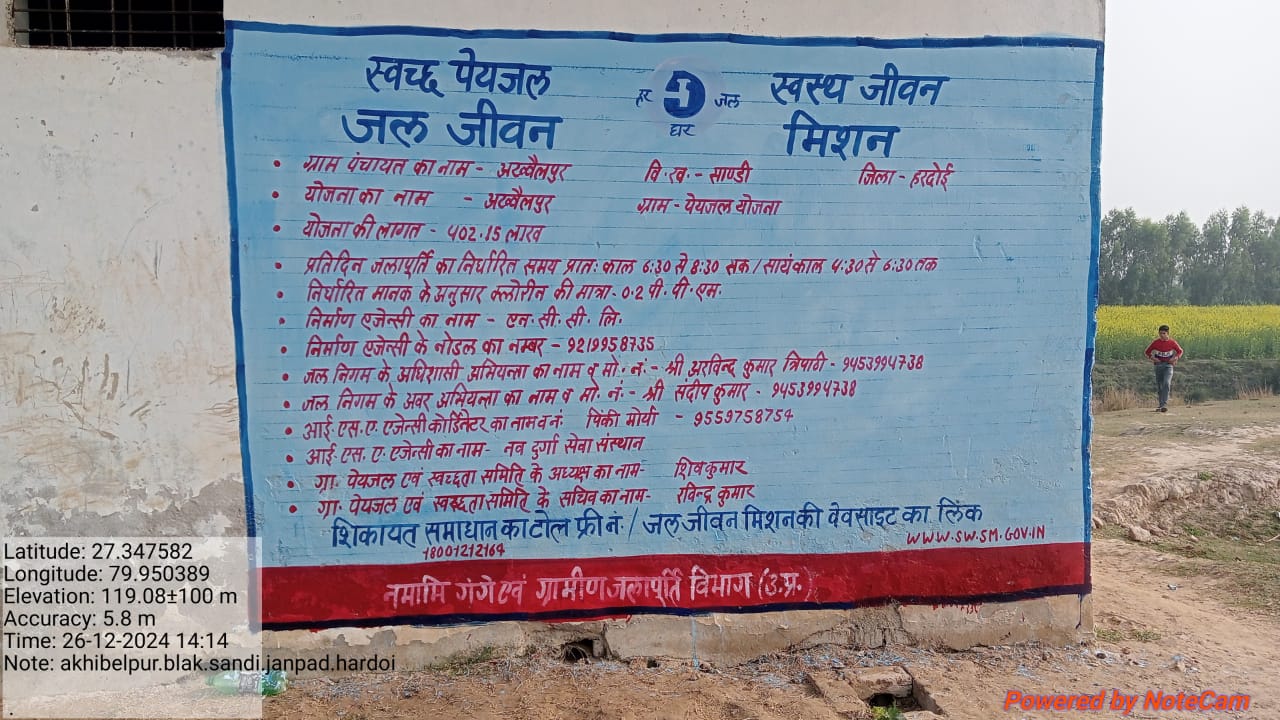 स्वच्छ पेयजल
हर
घर
जल
स्वस्थ जीवन
जल जीवन मिशन
• ग्राम पंचायत का नाम - अख्वैलपुर वि.ख. - साण्डी जिला - हरदोई
• योजना का नाम - अख्वैलपुर ग्राम - पेयजल योजना
• योजना की लागत - ५०२.15 लाख
• प्रतिदिन जलापूर्ति का निर्धारित समय प्रातः काल 6:30 से 8:30 सक / सायंकाल ५:30 से 6:30 तक
• निर्धारित मानक के अनुसार क्लोरीन की मात्रा - 0.2 पी. पी. एम.
• निर्माण एजेन्सी का नाम - एन. सी. सी. लि.
• निर्माण एजेन्सी के नोडल का नम्बर - 9219958735
• जल निगम के अधिशासी अभियन्ता का नाम व मो. नं. - श्री अरविन्द कुमार त्रिपाठी - 9453994738
• जल निगम के अवर अभियन्ता का नाम व मो. नं. - श्री संदीप कुमार - 9453994738
• आई. एस. ए. एजेन्सी कोर्डिनेटर का नाम व नं. पिंकी मोर्या - 9559758754
• आई. एस. ए. एजेन्सी का नाम - नव दुर्गा सेवा संस्थान
• ग्रा. पेयजल एवं स्वच्छता समिति के अध्यक्ष का नाम - शिव कुमार
• ग्रा. पेयजल एवं स्वच्छता समिति के सचिव का नाम - रविन्द्र कुमार
शिकायत समाधान का टोल फ्री नं. / जल जीवन मिशन की वेवसाइट का लिंक
18001212164 WWW.SW.SM.GOV.IN
नमामि गंगे एवं ग्रामीण जलापूर्ति विभाग (उ.प्र.)
Latitude: 27.347582
Longitude: 79.950389
Elevation: 119.08±100 m
Accuracy: 5.8 m
Time: 26-12-2024 14:14
Note: akhibelpur.blak.sandi.janpad.hardoi
Powered by NoteCam